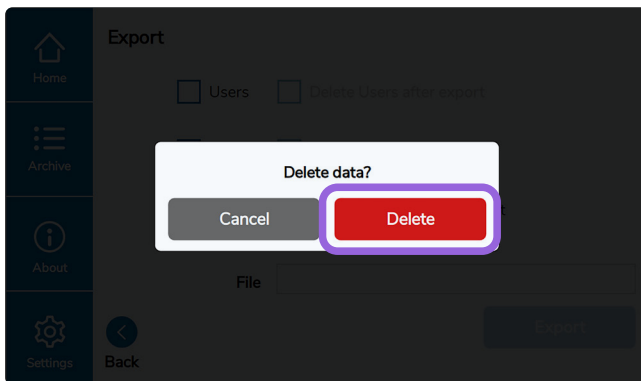 Export
Home
Users
Delete Users after export
Archive
Delete data?
Cancel
Delete
About
File
Export
Settings
Back